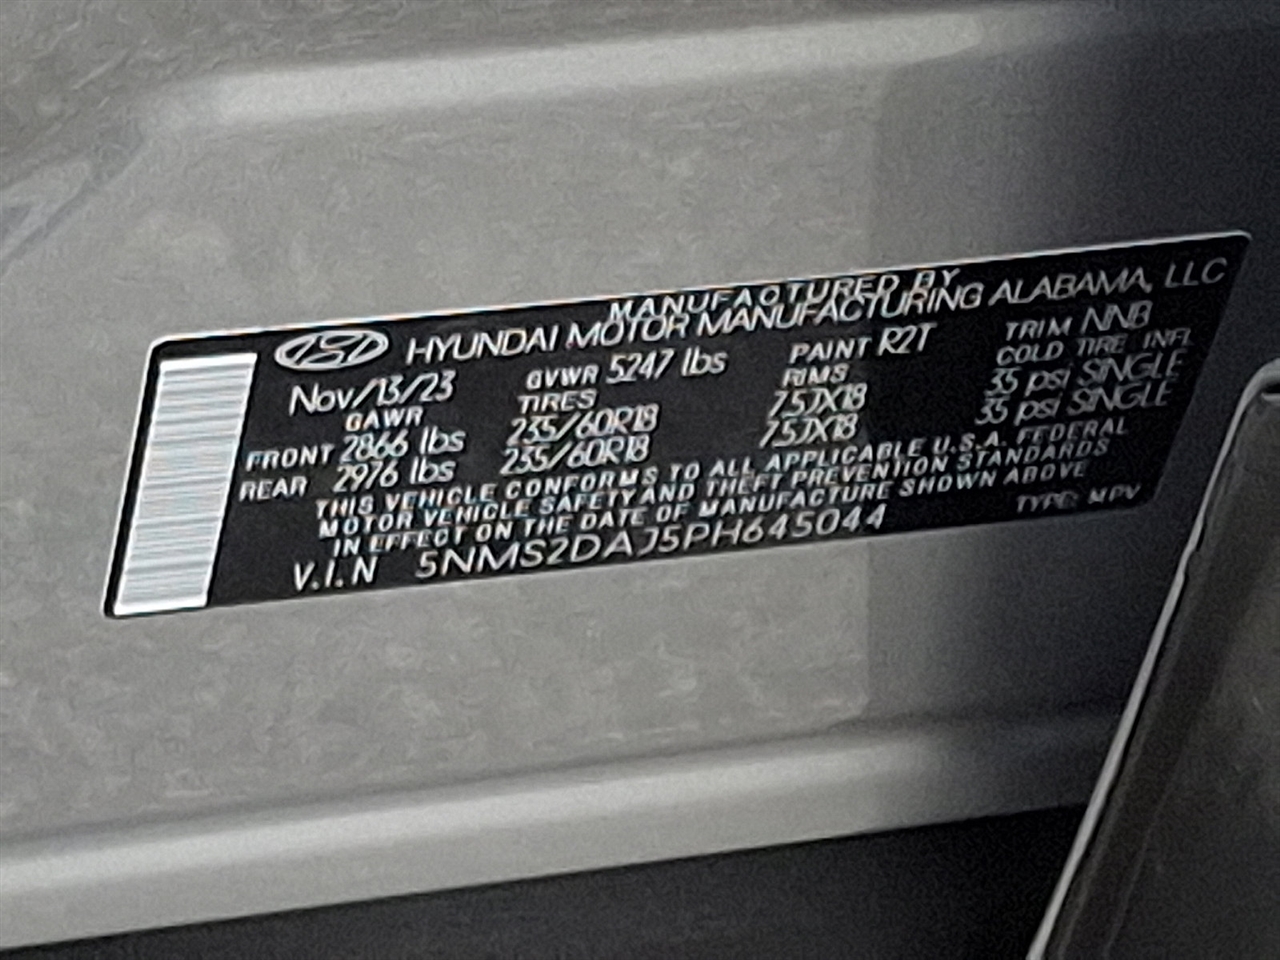 MANUFACTURED BY
HYUNDAI MOTOR MANUFACTURING ALABAMA, LLC
Nov/13/23 GVWR 5247 lbs PAINT R2T TRIM NNB
GAWR TIRES RIMS COLD TIRE INFL
FRONT 2866 lbs 235/60R18 7.5JX18 35 psi SINGLE
REAR 2976 lbs 235/60R18 7.5JX18 35 psi SINGLE
THIS VEHICLE CONFORMS TO ALL APPLICABLE U.S.A. FEDERAL
MOTOR VEHICLE SAFETY AND THEFT PREVENTION STANDARDS
IN EFFECT ON THE DATE OF MANUFACTURE SHOWN ABOVE
V.I.N 5NMS2DAJ5PH645044 TYPE: MPV